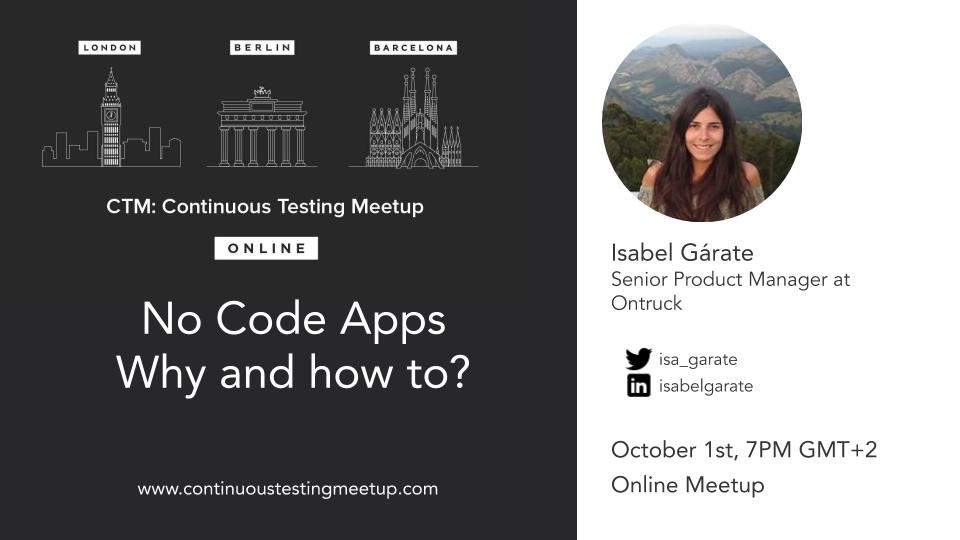 LONDON
BERLIN
BARCELONA
CTM: Continuous Testing Meetup
ONLINE
No Code Apps
Why and how to?
www.continuoustestingmeetup.com
Isabel Gárate
Senior Product Manager at
Ontruck
isa_garate
in isabelgarate
October 1st, 7PM GMT+2
Online Meetup